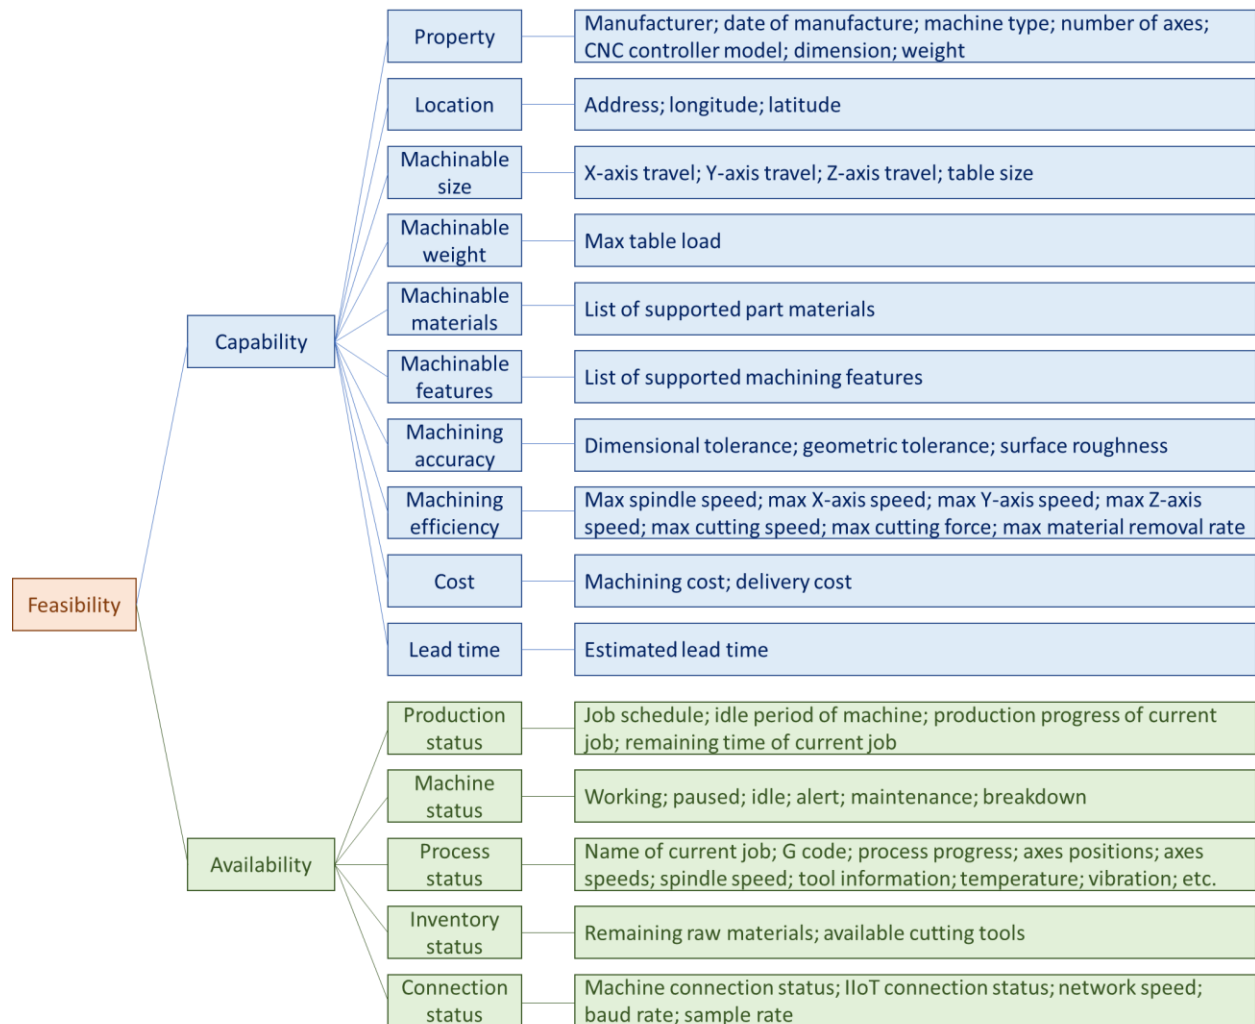 Property
Manufacturer; date of manufacture; machine type; number of axes;
CNC controller model; dimension; weight
Location
Address; longitude; latitude
Machinable
size
X-axis travel; Y-axis travel; Z-axis travel; table size
Machinable
weight
Max table load
Machinable
materials
List of supported part materials
Capability
Machinable
features
List of supported machining features
Machining
accuracy
Dimensional tolerance; geometric tolerance; surface roughness
Machining
efficiency
Max spindle speed; max X-axis speed; max Y-axis speed; max Z-axis
speed; max cutting speed; max cutting force; max material removal rate
Cost
Machining cost; delivery cost
Feasibility
Lead time
Estimated lead time
Production
status
Job schedule; idle period of machine; production progress of current
job; remaining time of current job
Machine
status
Working; paused; idle; alert; maintenance; breakdown
Availability
Process
status
Name of current job; G code; process progress; axes positions; axes
speeds; spindle speed; tool information; temperature; vibration; etc.
Inventory
status
Remaining raw materials; available cutting tools
Connection
status
Machine connection status; IIoT connection status; network speed;
baud rate; sample rate